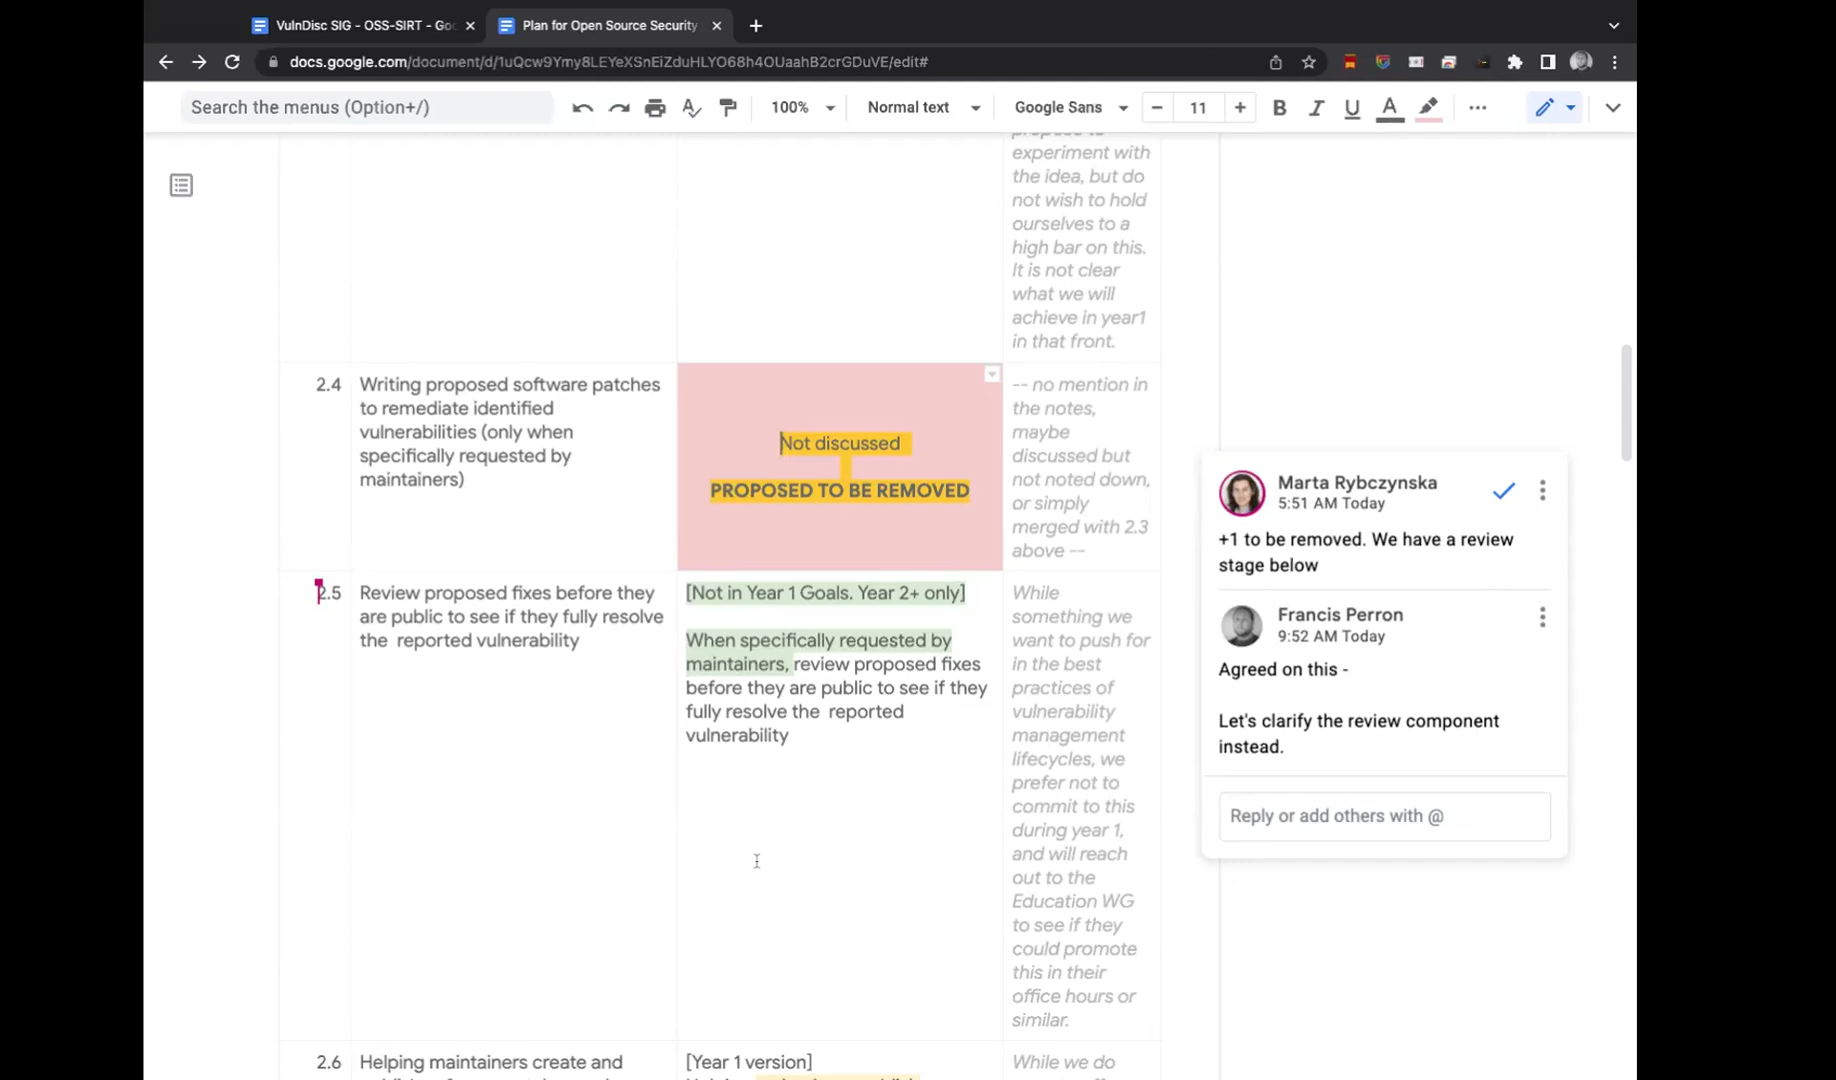 VulnDisc SIG - OSS-SIRT - Goo
Plan for Open Source Security
docs.google.com/document/d/1uQcw9Ymy8LEYeXSnEiZduHLYO68h4OUaahB2crGDuVE/edit#
Search the menus (Option+/)
100%
Normal text
Google Sans
11
B
I
U
A
experiment with
the idea, but do
not wish to hold
ourselves to a
high bar on this.
It is not clear
what we will
achieve in year1
in that front.
2.4
Writing proposed software patches
to remediate identified
vulnerabilities (only when
specifically requested by
maintainers)
Not discussed
PROPOSED TO BE REMOVED
-- no mention in
the notes,
maybe
discussed but
not noted down,
or simply
merged with 2.3
above --
2.5
Review proposed fixes before they
are public to see if they fully resolve
the reported vulnerability
[Not in Year 1 Goals. Year 2+ only]
When specifically requested by
maintainers, review proposed fixes
before they are public to see if they
fully resolve the reported
vulnerability
While
something we
want to push for
in the best
practices of
vulnerability
management
lifecycles, we
prefer not to
commit to this
during year 1,
and will reach
out to the
Education WG
to see if they
could promote
this in their
office hours or
similar.
2.6
Helping maintainers create and
[Year 1 version]
While we do
Marta Rybczynska
5:51 AM Today
+1 to be removed. We have a review
stage below
Francis Perron
9:52 AM Today
Agreed on this -
Let's clarify the review component
instead.
Reply or add others with @